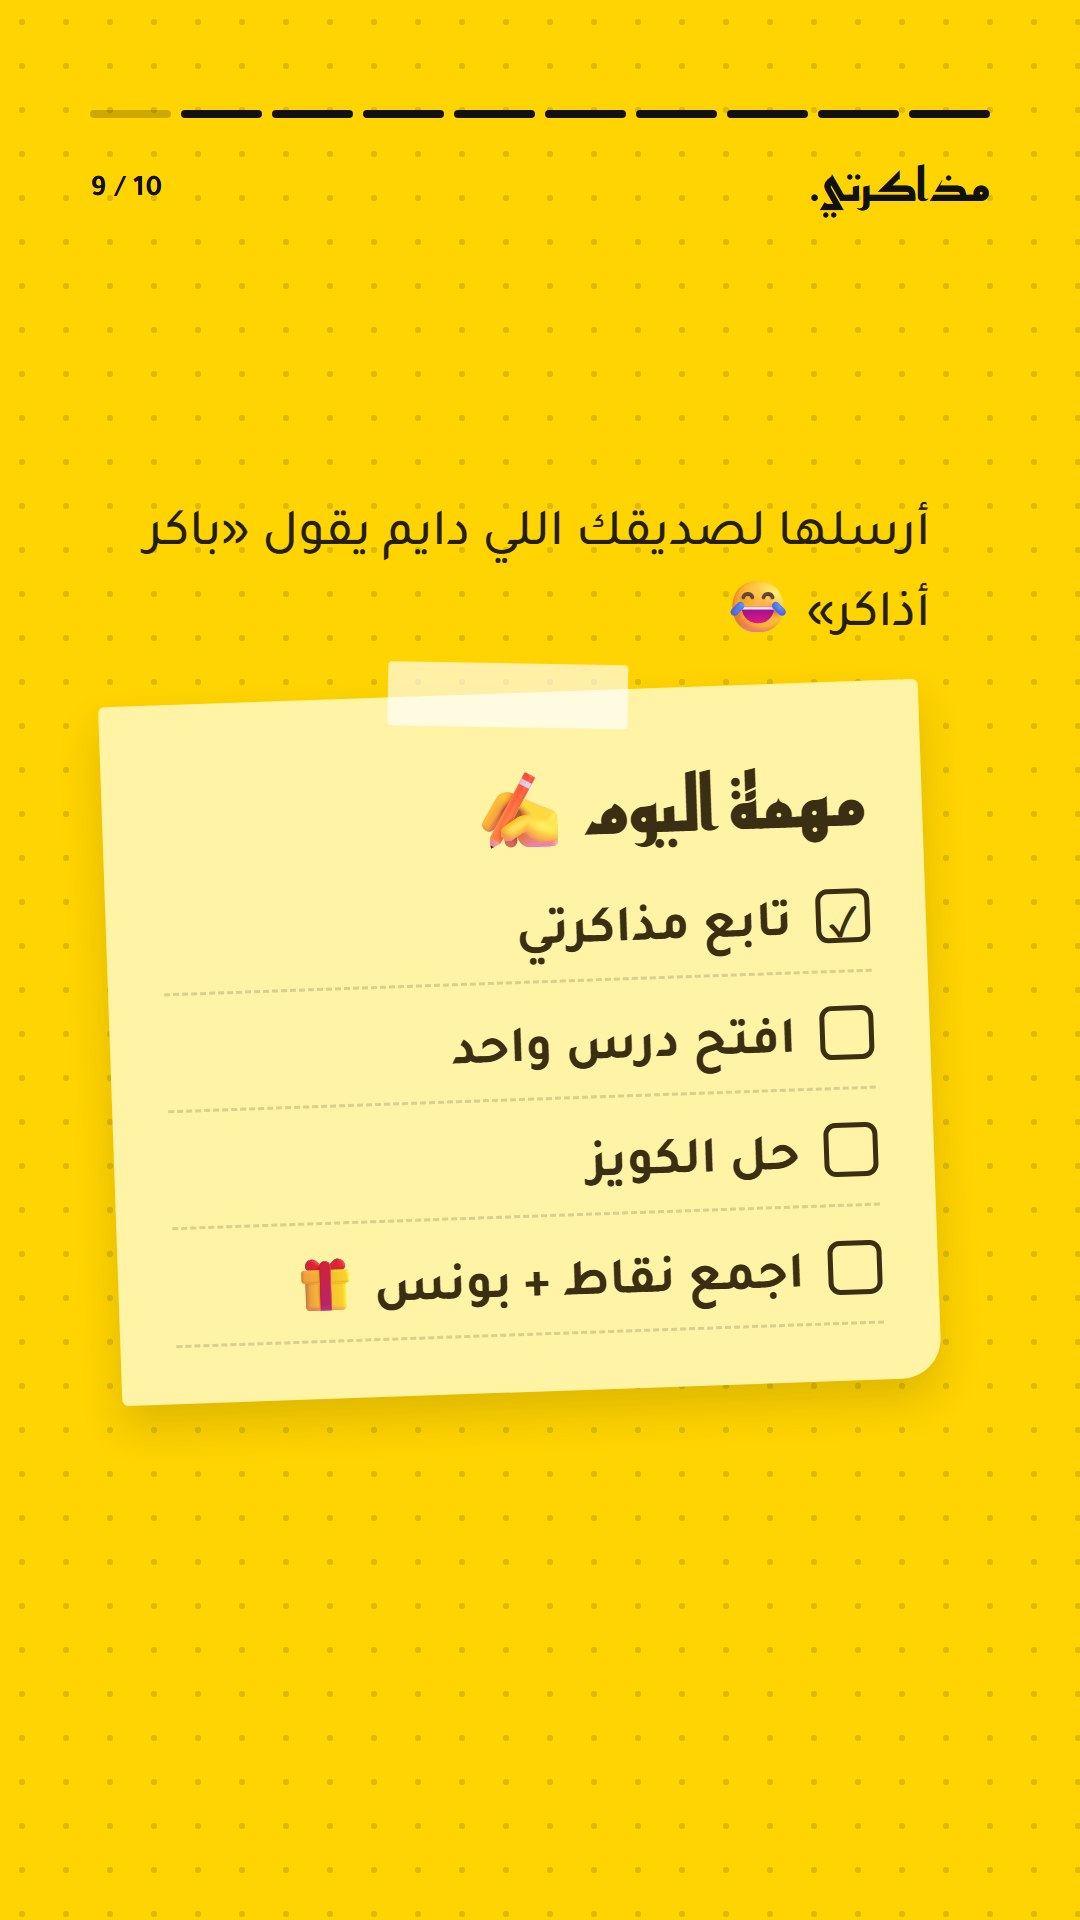 مذاكرتي.
9 / 10
أرسلها لصديقك اللي دايم يقول «باكر
أذاكر» 😂
مهمة اليوم ✍️
✓ تابع مذاكرتي
افتح درس واحد
حل الكويز
اجمع نقاط + بونس 🎁